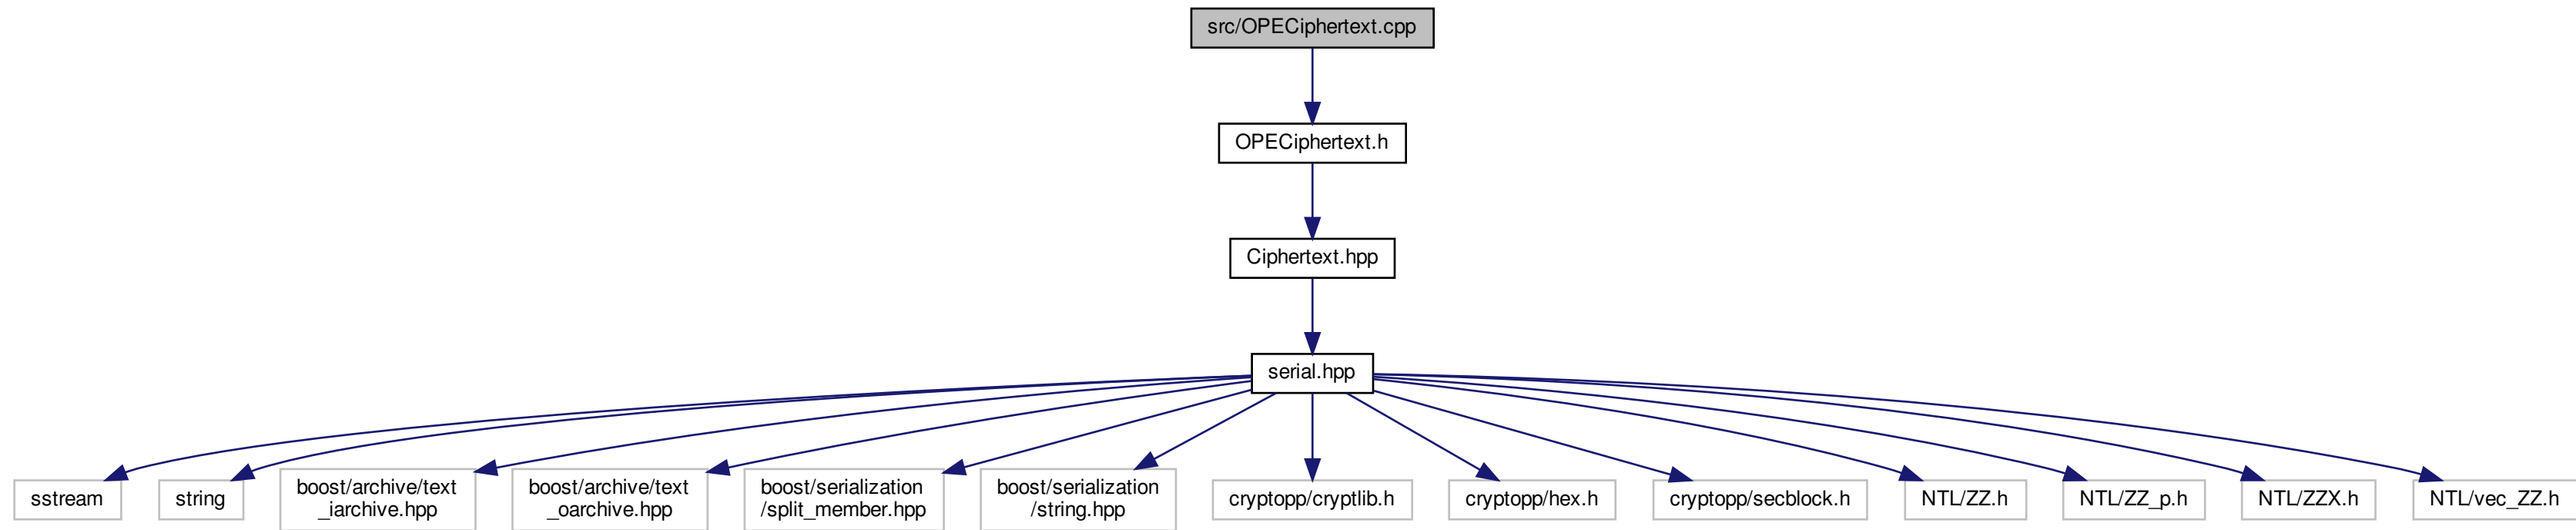 src/OPECiphertext.cpp
OPECiphertext.h
Ciphertext.hpp
serial.hpp
sstream
string
boost/archive/text
_iarchive.hpp
boost/archive/text
_oarchive.hpp
boost/serialization
/split_member.hpp
boost/serialization
/string.hpp
cryptopp/cryptlib.h
cryptopp/hex.h
cryptopp/secblock.h
NTL/ZZ.h
NTL/ZZ_p.h
NTL/ZZX.h
NTL/vec_ZZ.h